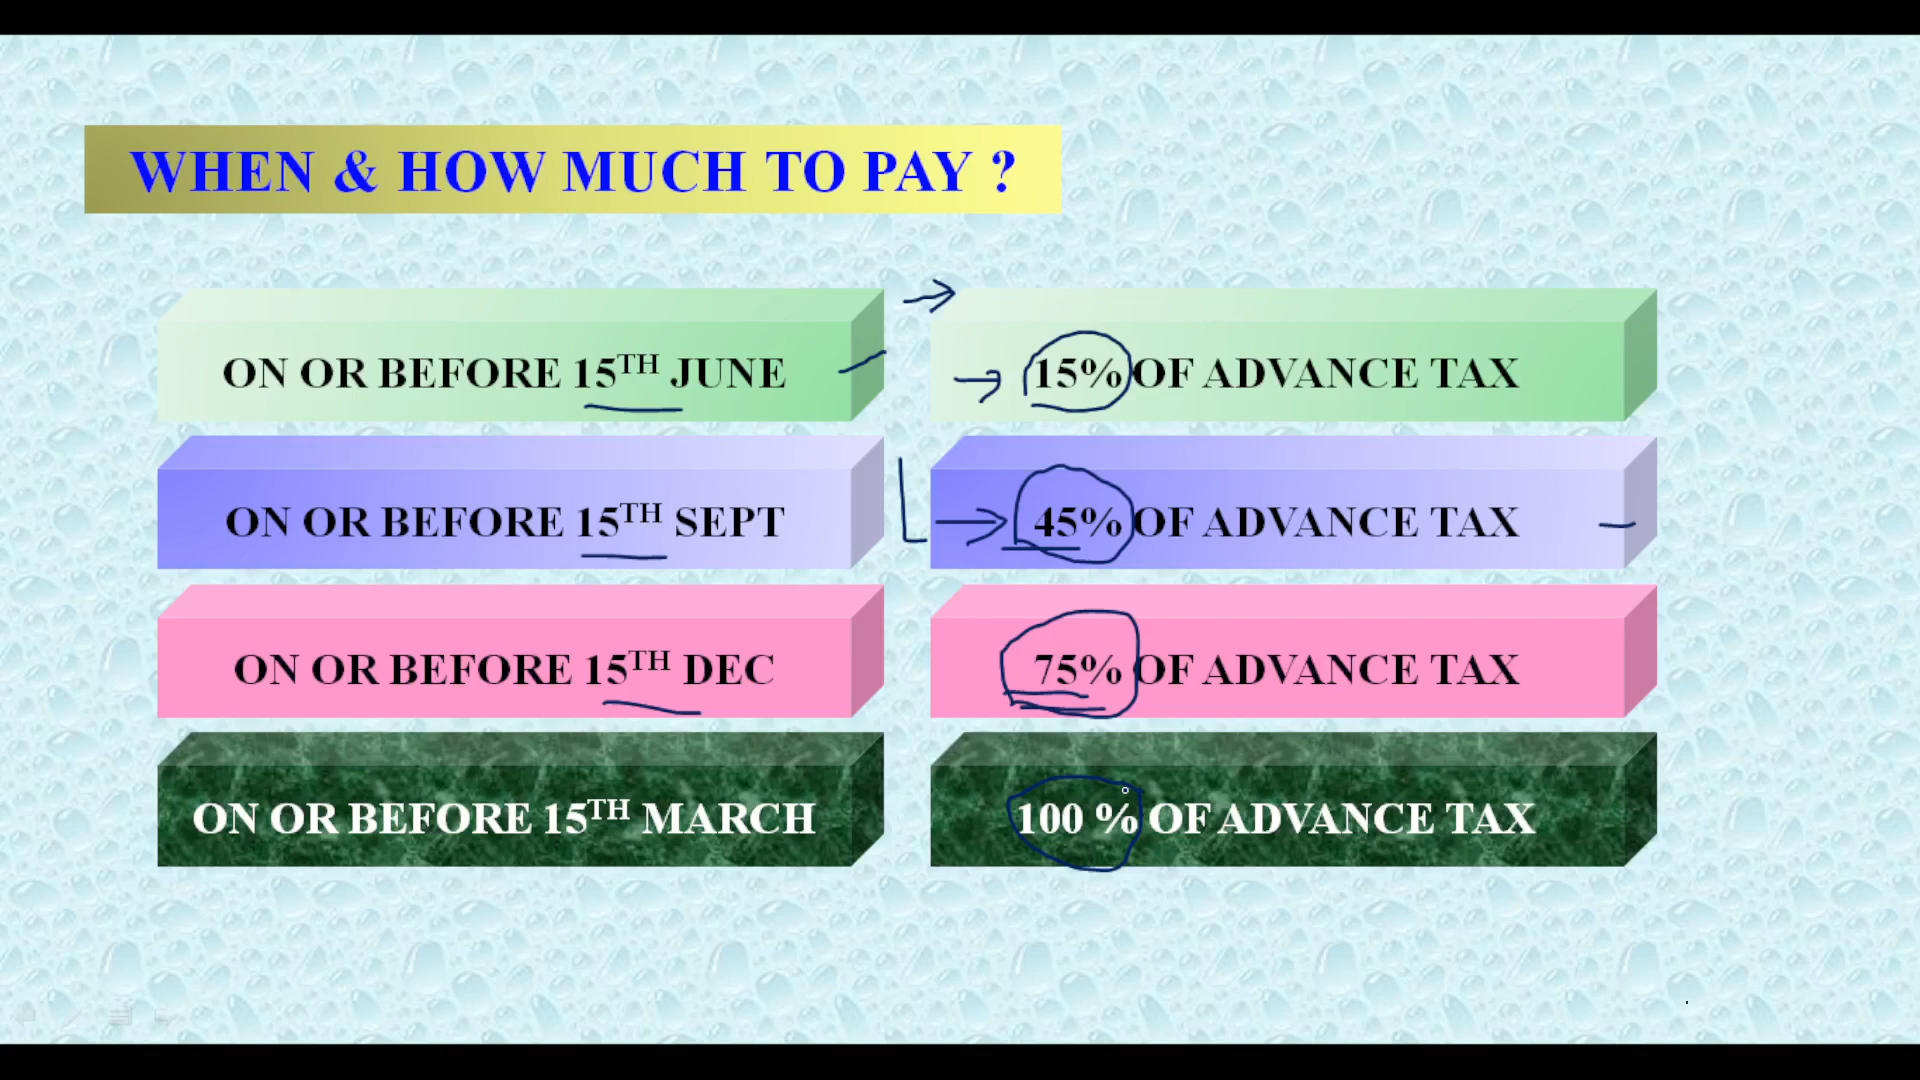 WHEN & HOW MUCH TO PAY ?
ON OR BEFORE 15TH JUNE
15% OF ADVANCE TAX
ON OR BEFORE 15TH SEPT
45% OF ADVANCE TAX
ON OR BEFORE 15TH DEC
75% OF ADVANCE TAX
ON OR BEFORE 15TH MARCH
100 % OF ADVANCE TAX